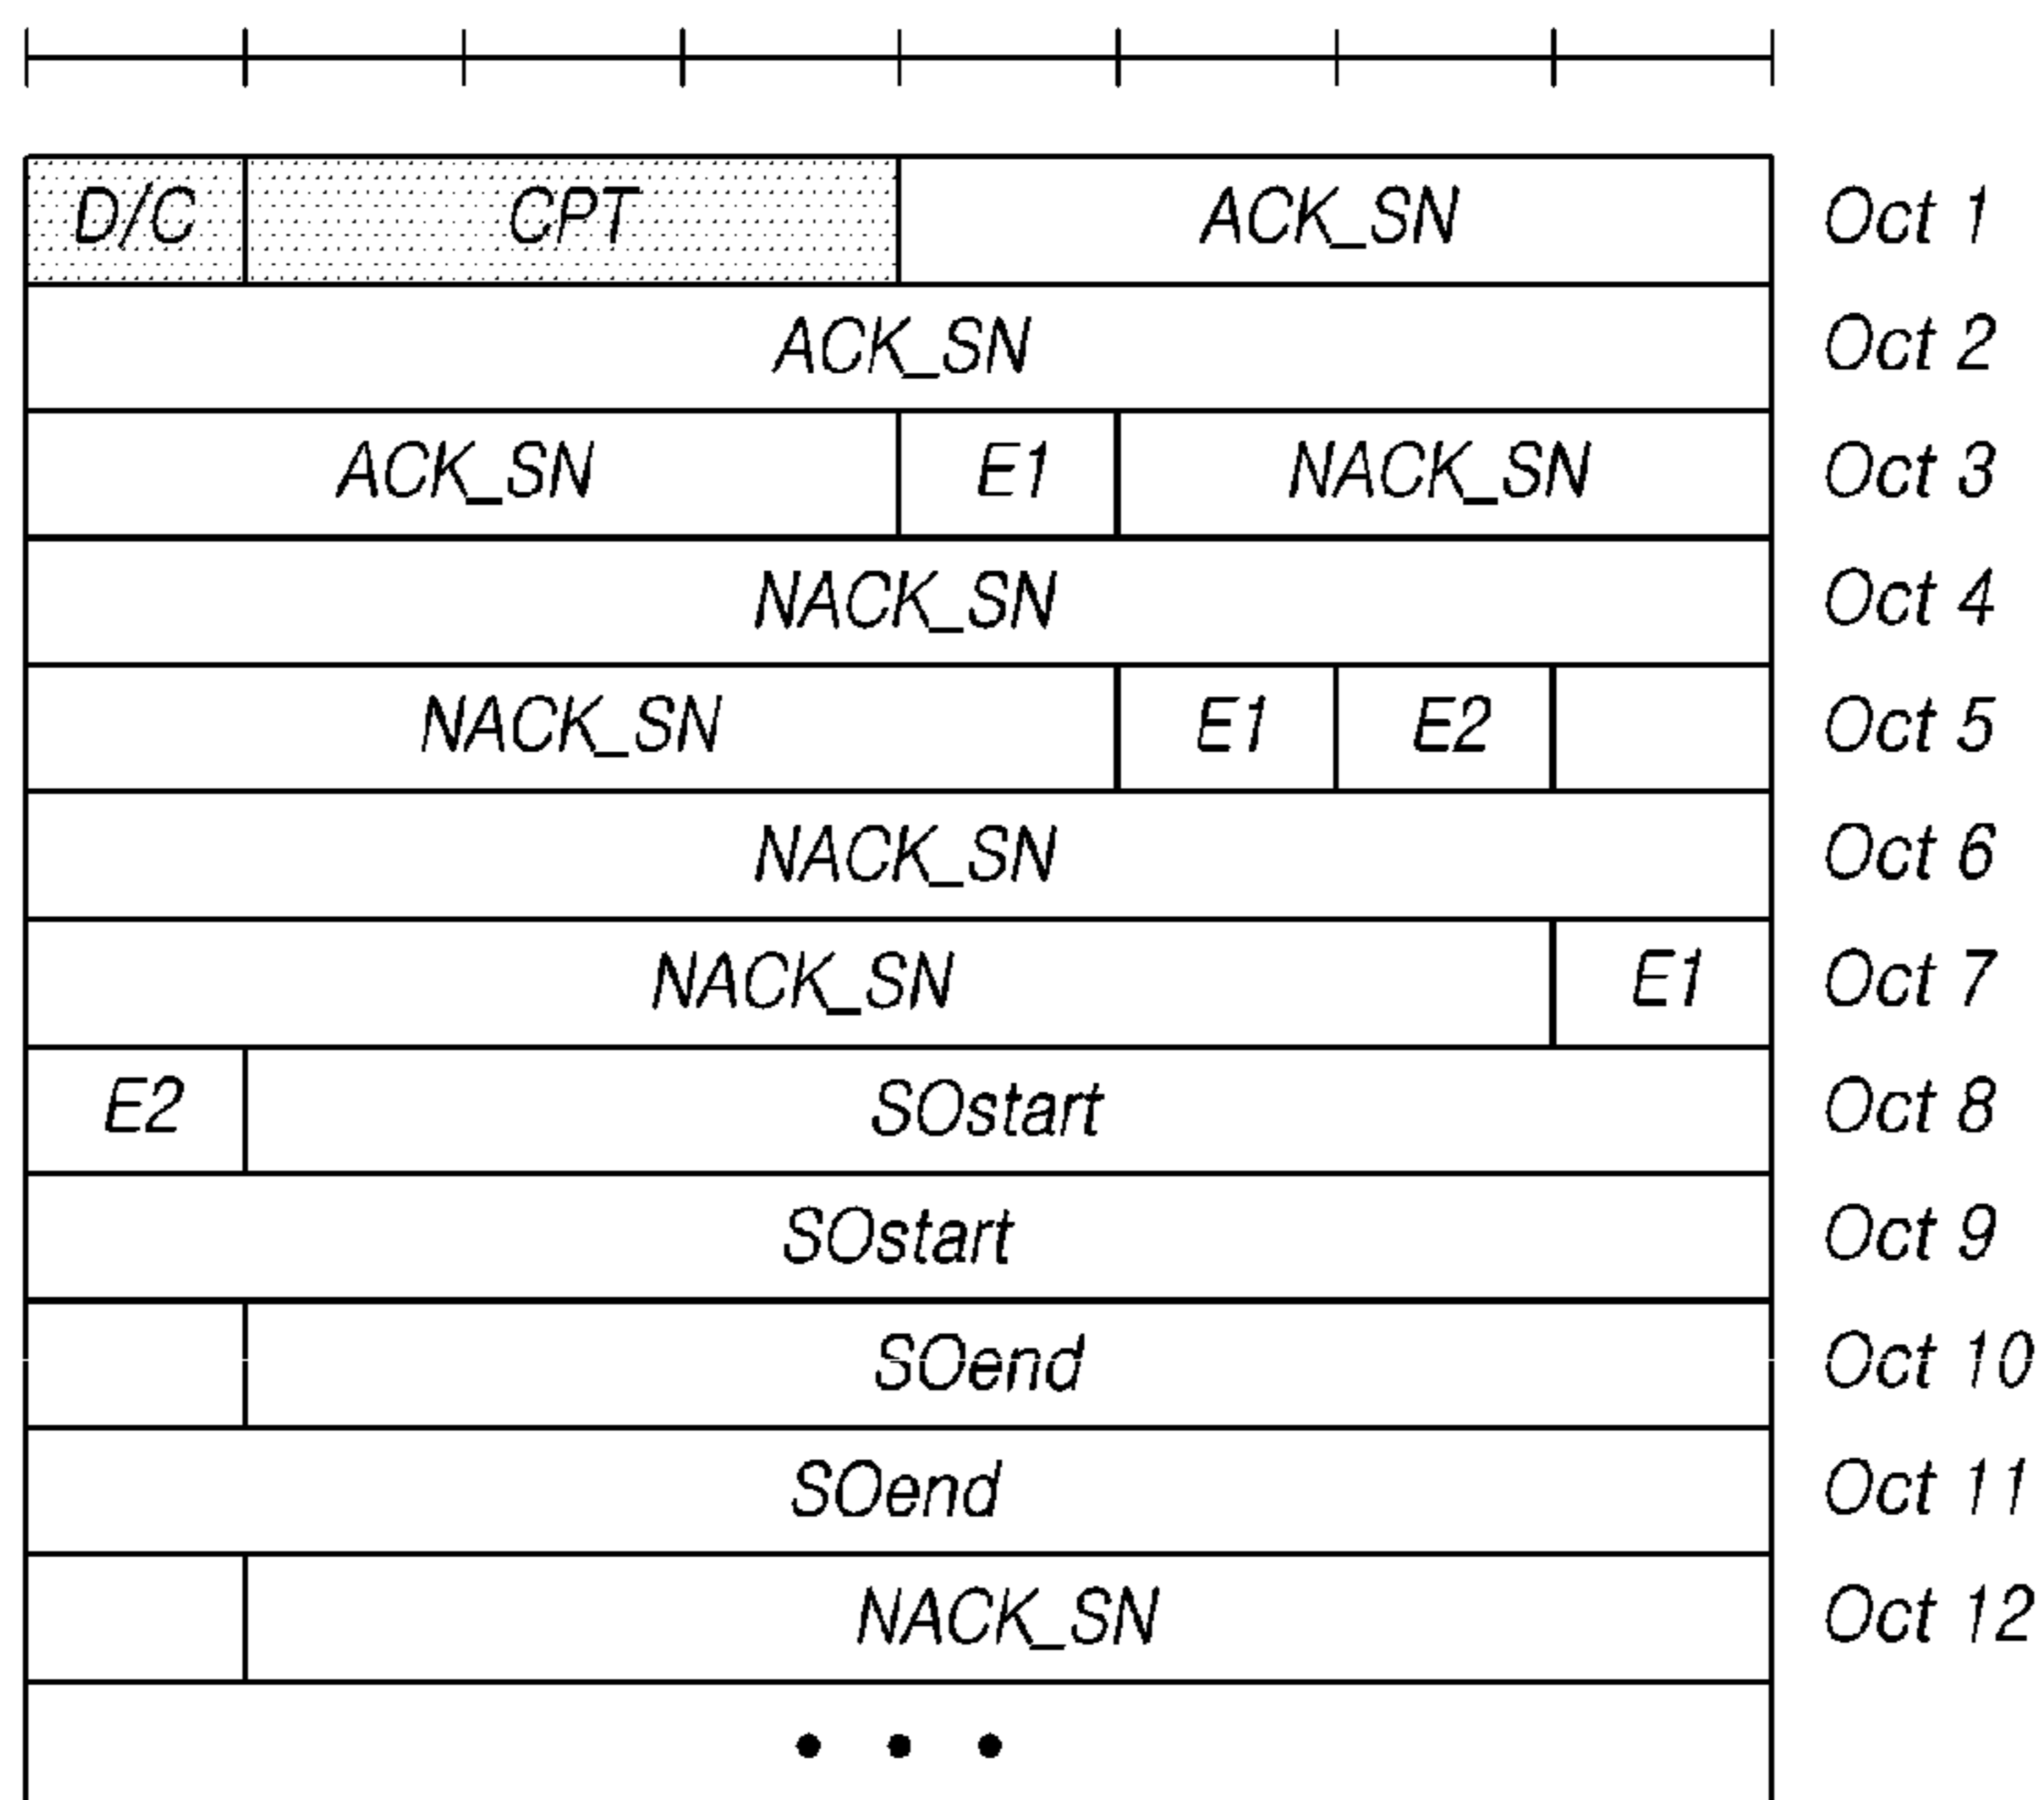 D/C CPT ACK_SN Oct 1
ACK_SN Oct 2
ACK_SN E1 NACK_SN Oct 3
NACK_SN Oct 4
NACK_SN E1 E2 Oct 5
NACK_SN Oct 6
NACK_SN E1 Oct 7
E2 SOstart Oct 8
SOstart Oct 9
SOend Oct 10
SOend Oct 11
NACK_SN Oct 12
• • •